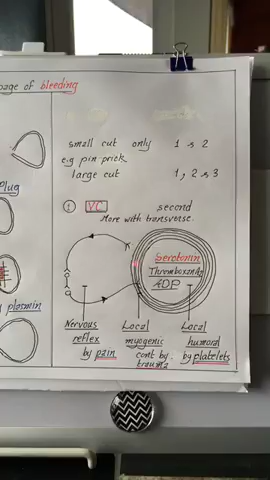 page of bleeding
small cut only 1 & 2
e.g pin prick
large cut 1, 2 & 3
Plug
① VC second
More with transverse.
Serotonin
Thromboxane A2
ADP
plasmin
Nervous reflex by pain
Local myogenic cont by trauma
Local humoral by platelets